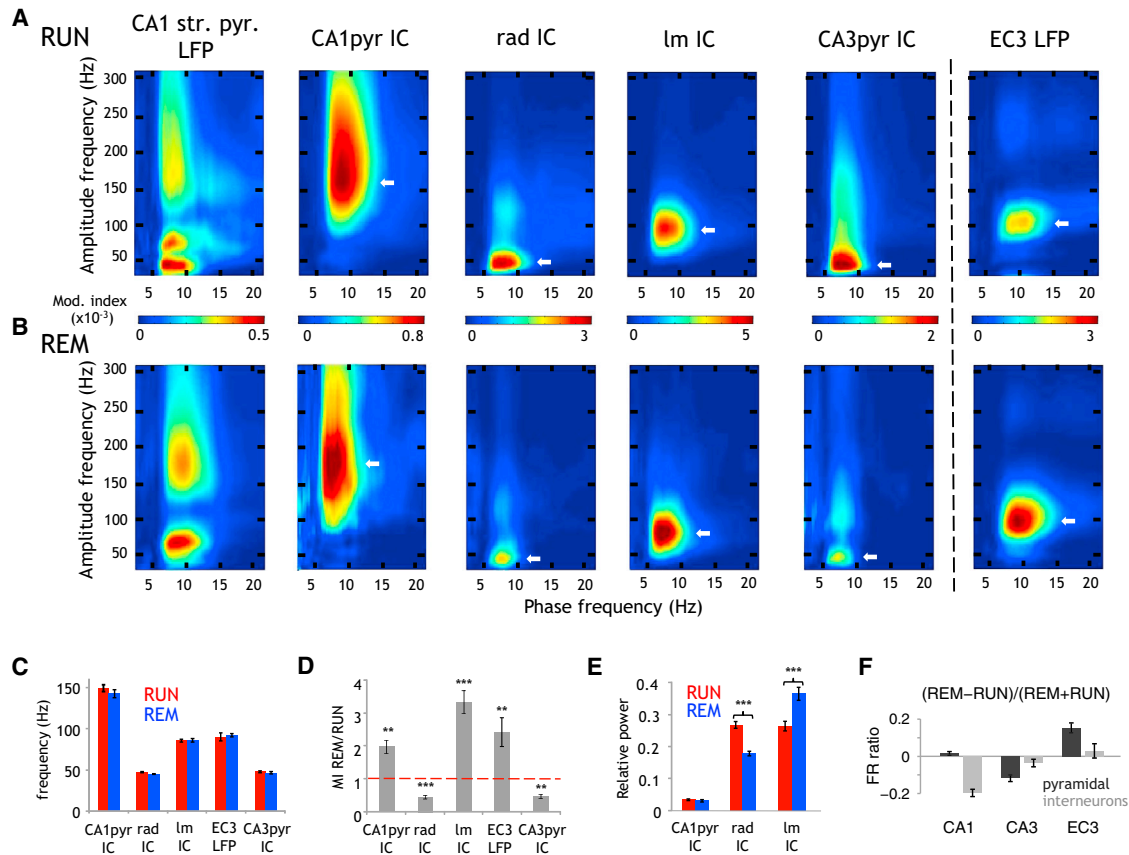 A
RUN
CA1 str. pyr.
LFP
CA1pyr IC
rad IC
lm IC
CA3pyr IC
EC3 LFP
Amplitude frequency (Hz)
300
250
200
150
100
50
5 10 15 20
5 10 15 20
5 10 15 20
5 10 15 20
5 10 15 20
5 10 15 20
Mod. index
(x10-3)
0 0.5
0 0.8
0 3
0 5
0 2
0 3
B
REM
Amplitude frequency (Hz)
300
250
200
150
100
50
5 10 15 20
5 10 15 20
5 10 15 20
5 10 15 20
5 10 15 20
5 10 15 20
Phase frequency (Hz)
C
frequency (Hz)
150
100
50
0
RUN
REM
CA1pyr
IC
rad
IC
lm
IC
EC3
LFP
CA3pyr
IC
D
MI REM/RUN
4
3
2
1
0
**
***
***
**
**
CA1pyr
IC
rad
IC
lm
IC
EC3
LFP
CA3pyr
IC
E
Relative power
0.4
0.3
0.2
0.1
0
RUN
REM
***
***
CA1pyr
IC
rad
IC
lm
IC
F
(REM−RUN)/(REM+RUN)
FR ratio
0.2
0
−0.2
pyramidal
interneurons
CA1
CA3
EC3